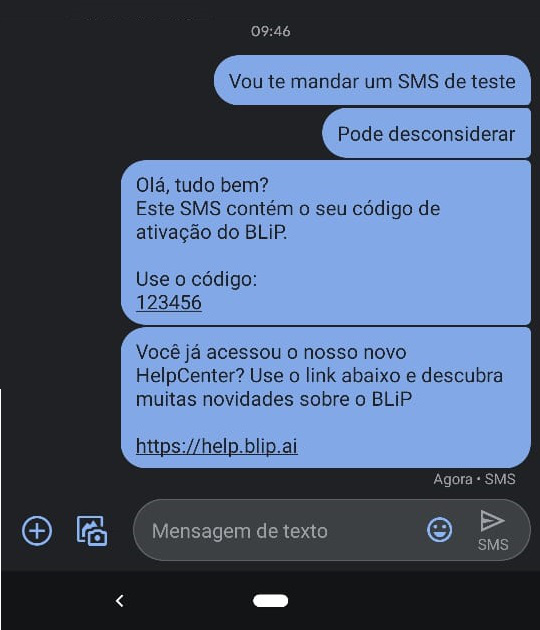 09:46
Vou te mandar um SMS de teste
Pode desconsiderar
Olá, tudo bem?
Este SMS contém o seu código de
ativação do BLiP.
Use o código:
123456
Você já acessou o nosso novo
HelpCenter? Use o link abaixo e descubra
muitas novidades sobre o BLiP
https://help.blip.ai
Agora • SMS
Mensagem de texto
SMS